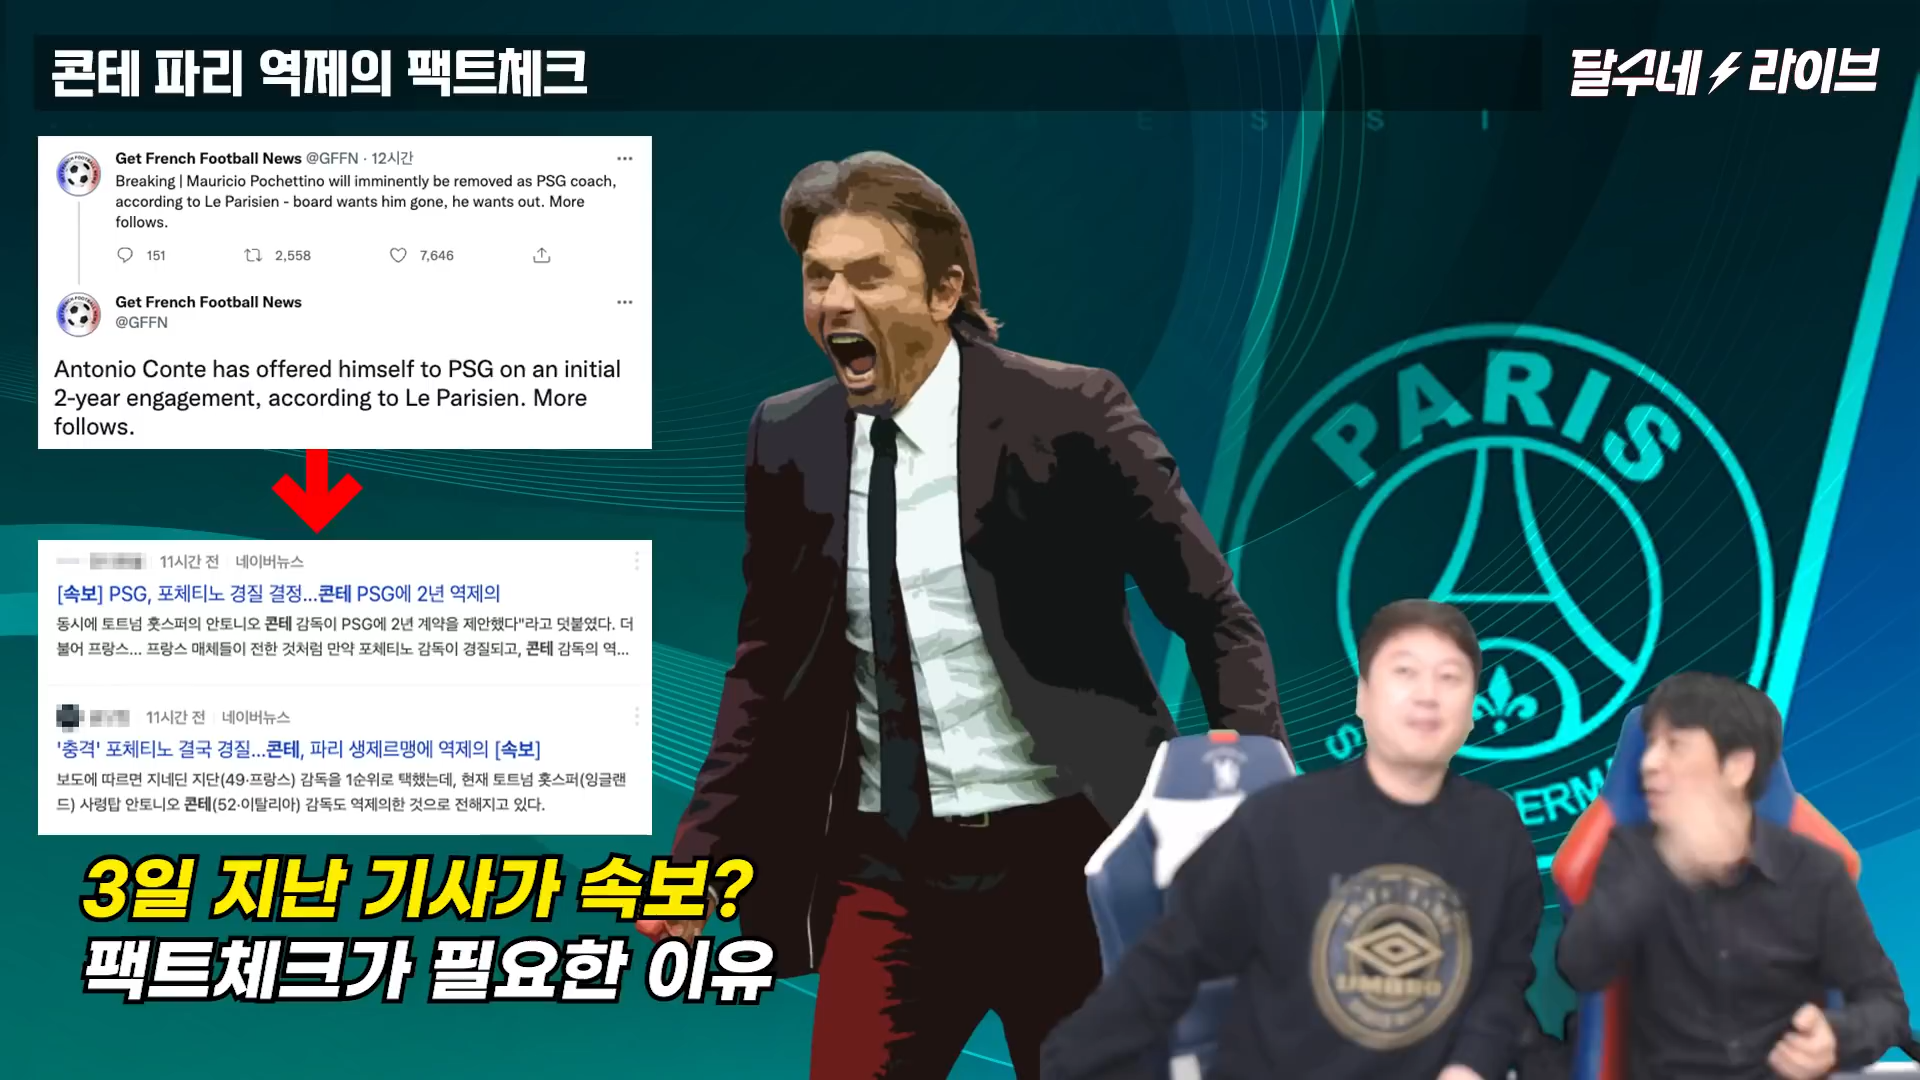 콘테 파리 역제의 팩트체크
달수네 라이브
M E S S I
Get French Football News @GFFN · 12시간
Breaking | Mauricio Pochettino will imminently be removed as PSG coach,
according to Le Parisien - board wants him gone, he wants out. More
follows.
151 2,558 7,646
Get French Football News
@GFFN
Antonio Conte has offered himself to PSG on an initial
2-year engagement, according to Le Parisien. More
follows.
11시간 전 네이버뉴스
[속보] PSG, 포체티노 경질 결정...콘테 PSG에 2년 역제의
동시에 토트넘 홋스퍼의 안토니오 콘테 감독이 PSG에 2년 계약을 제안했다"라고 덧붙였다. 더
불어 프랑스... 프랑스 매체들이 전한 것처럼 만약 포체티노 감독이 경질되고, 콘테 감독의 역...
11시간 전 네이버뉴스
'충격' 포체티노 결국 경질...콘테, 파리 생제르맹에 역제의 [속보]
보도에 따르면 지네딘 지단(49·프랑스) 감독을 1순위로 택했는데, 현재 토트넘 홋스퍼(잉글랜
드) 사령탑 안토니오 콘테(52·이탈리아) 감독도 역제의한 것으로 전해지고 있다.
3일 지난 기사가 속보?
팩트체크가 필요한 이유
PARIS
ERM
UMBRO